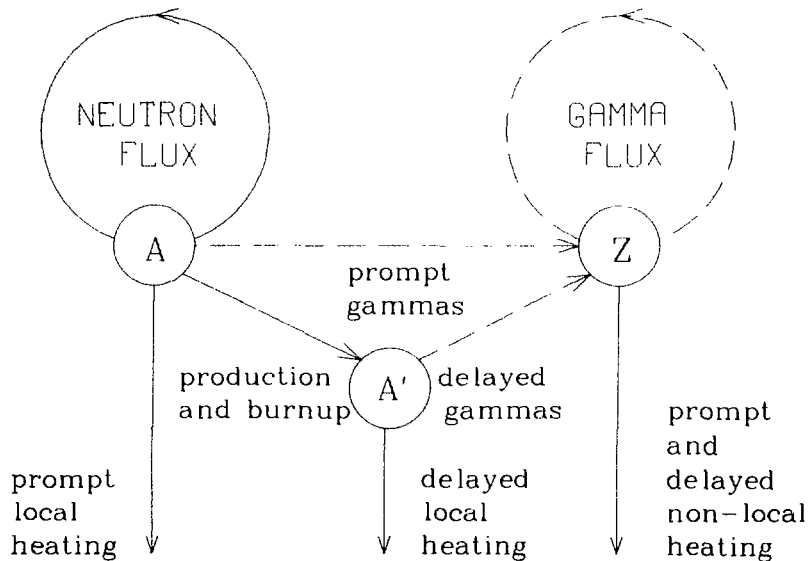 NEUTRON
FLUX
GAMMA
FLUX
A
Z
prompt
gammas
A'
production
and burnup
delayed
gammas
prompt
local
heating
delayed
local
heating
prompt
and
delayed
non-local
heating